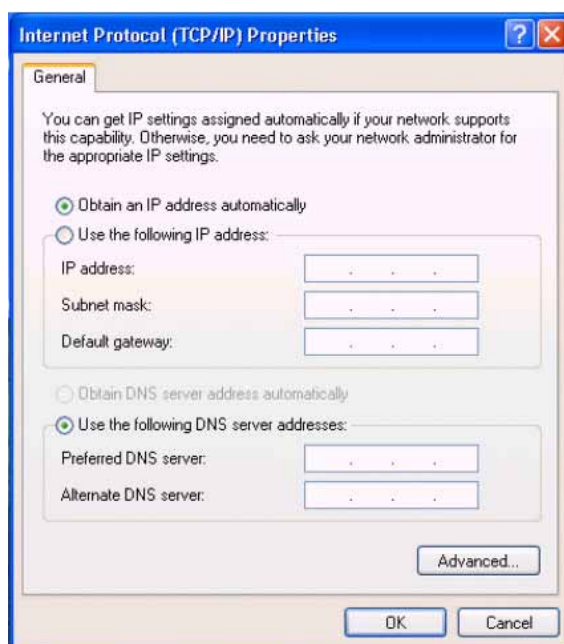 Internet Protocol (TCP/IP) Properties
General
You can get IP settings assigned automatically if your network supports
this capability. Otherwise, you need to ask your network administrator for
the appropriate IP settings.
Obtain an IP address automatically
Use the following IP address:
IP address:
Subnet mask:
Default gateway:
Obtain DNS server address automatically
Use the following DNS server addresses:
Preferred DNS server:
Alternate DNS server:
Advanced...
OK Cancel